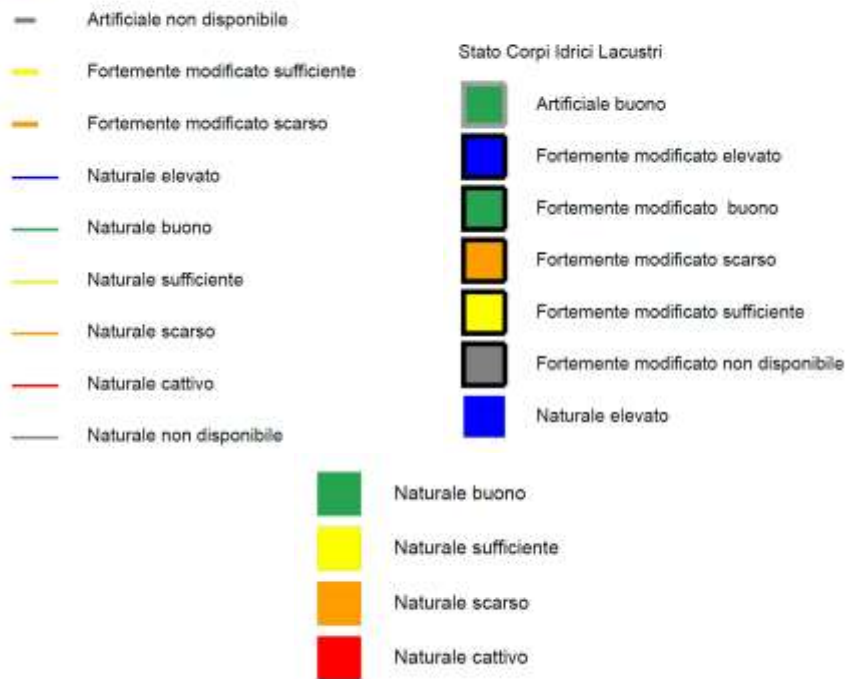 Artificiale non disponibile
Fortemente modificato sufficiente
Fortemente modificato scarso
Naturale elevato
Naturale buono
Naturale sufficiente
Naturale scarso
Naturale cattivo
Naturale non disponibile
Stato Corpi Idrici Lacustri
Artificiale buono
Fortemente modificato elevato
Fortemente modificato buono
Fortemente modificato scarso
Fortemente modificato sufficiente
Fortemente modificato non disponibile
Naturale elevato
Naturale buono
Naturale sufficiente
Naturale scarso
Naturale cattivo